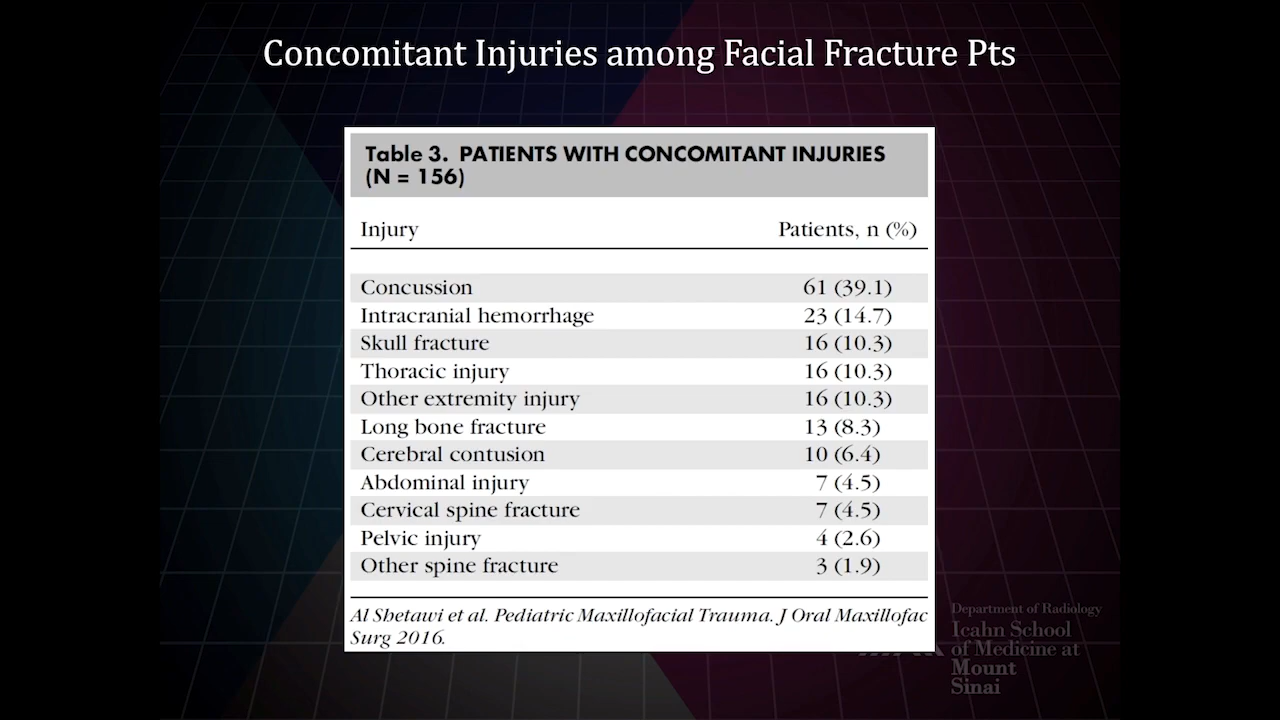 Concomitant Injuries among Facial Fracture Pts
Table 3. PATIENTS WITH CONCOMITANT INJURIES
(N = 156)
Injury Patients, n (%)
Concussion 61 (39.1)
Intracranial hemorrhage 23 (14.7)
Skull fracture 16 (10.3)
Thoracic injury 16 (10.3)
Other extremity injury 16 (10.3)
Long bone fracture 13 (8.3)
Cerebral contusion 10 (6.4)
Abdominal injury 7 (4.5)
Cervical spine fracture 7 (4.5)
Pelvic injury 4 (2.6)
Other spine fracture 3 (1.9)
Al Shetawi et al. Pediatric Maxillofacial Trauma. J Oral Maxillofac
Surg 2016.
Department of Radiology
Icahn School
of Medicine at
Mount
Sinai